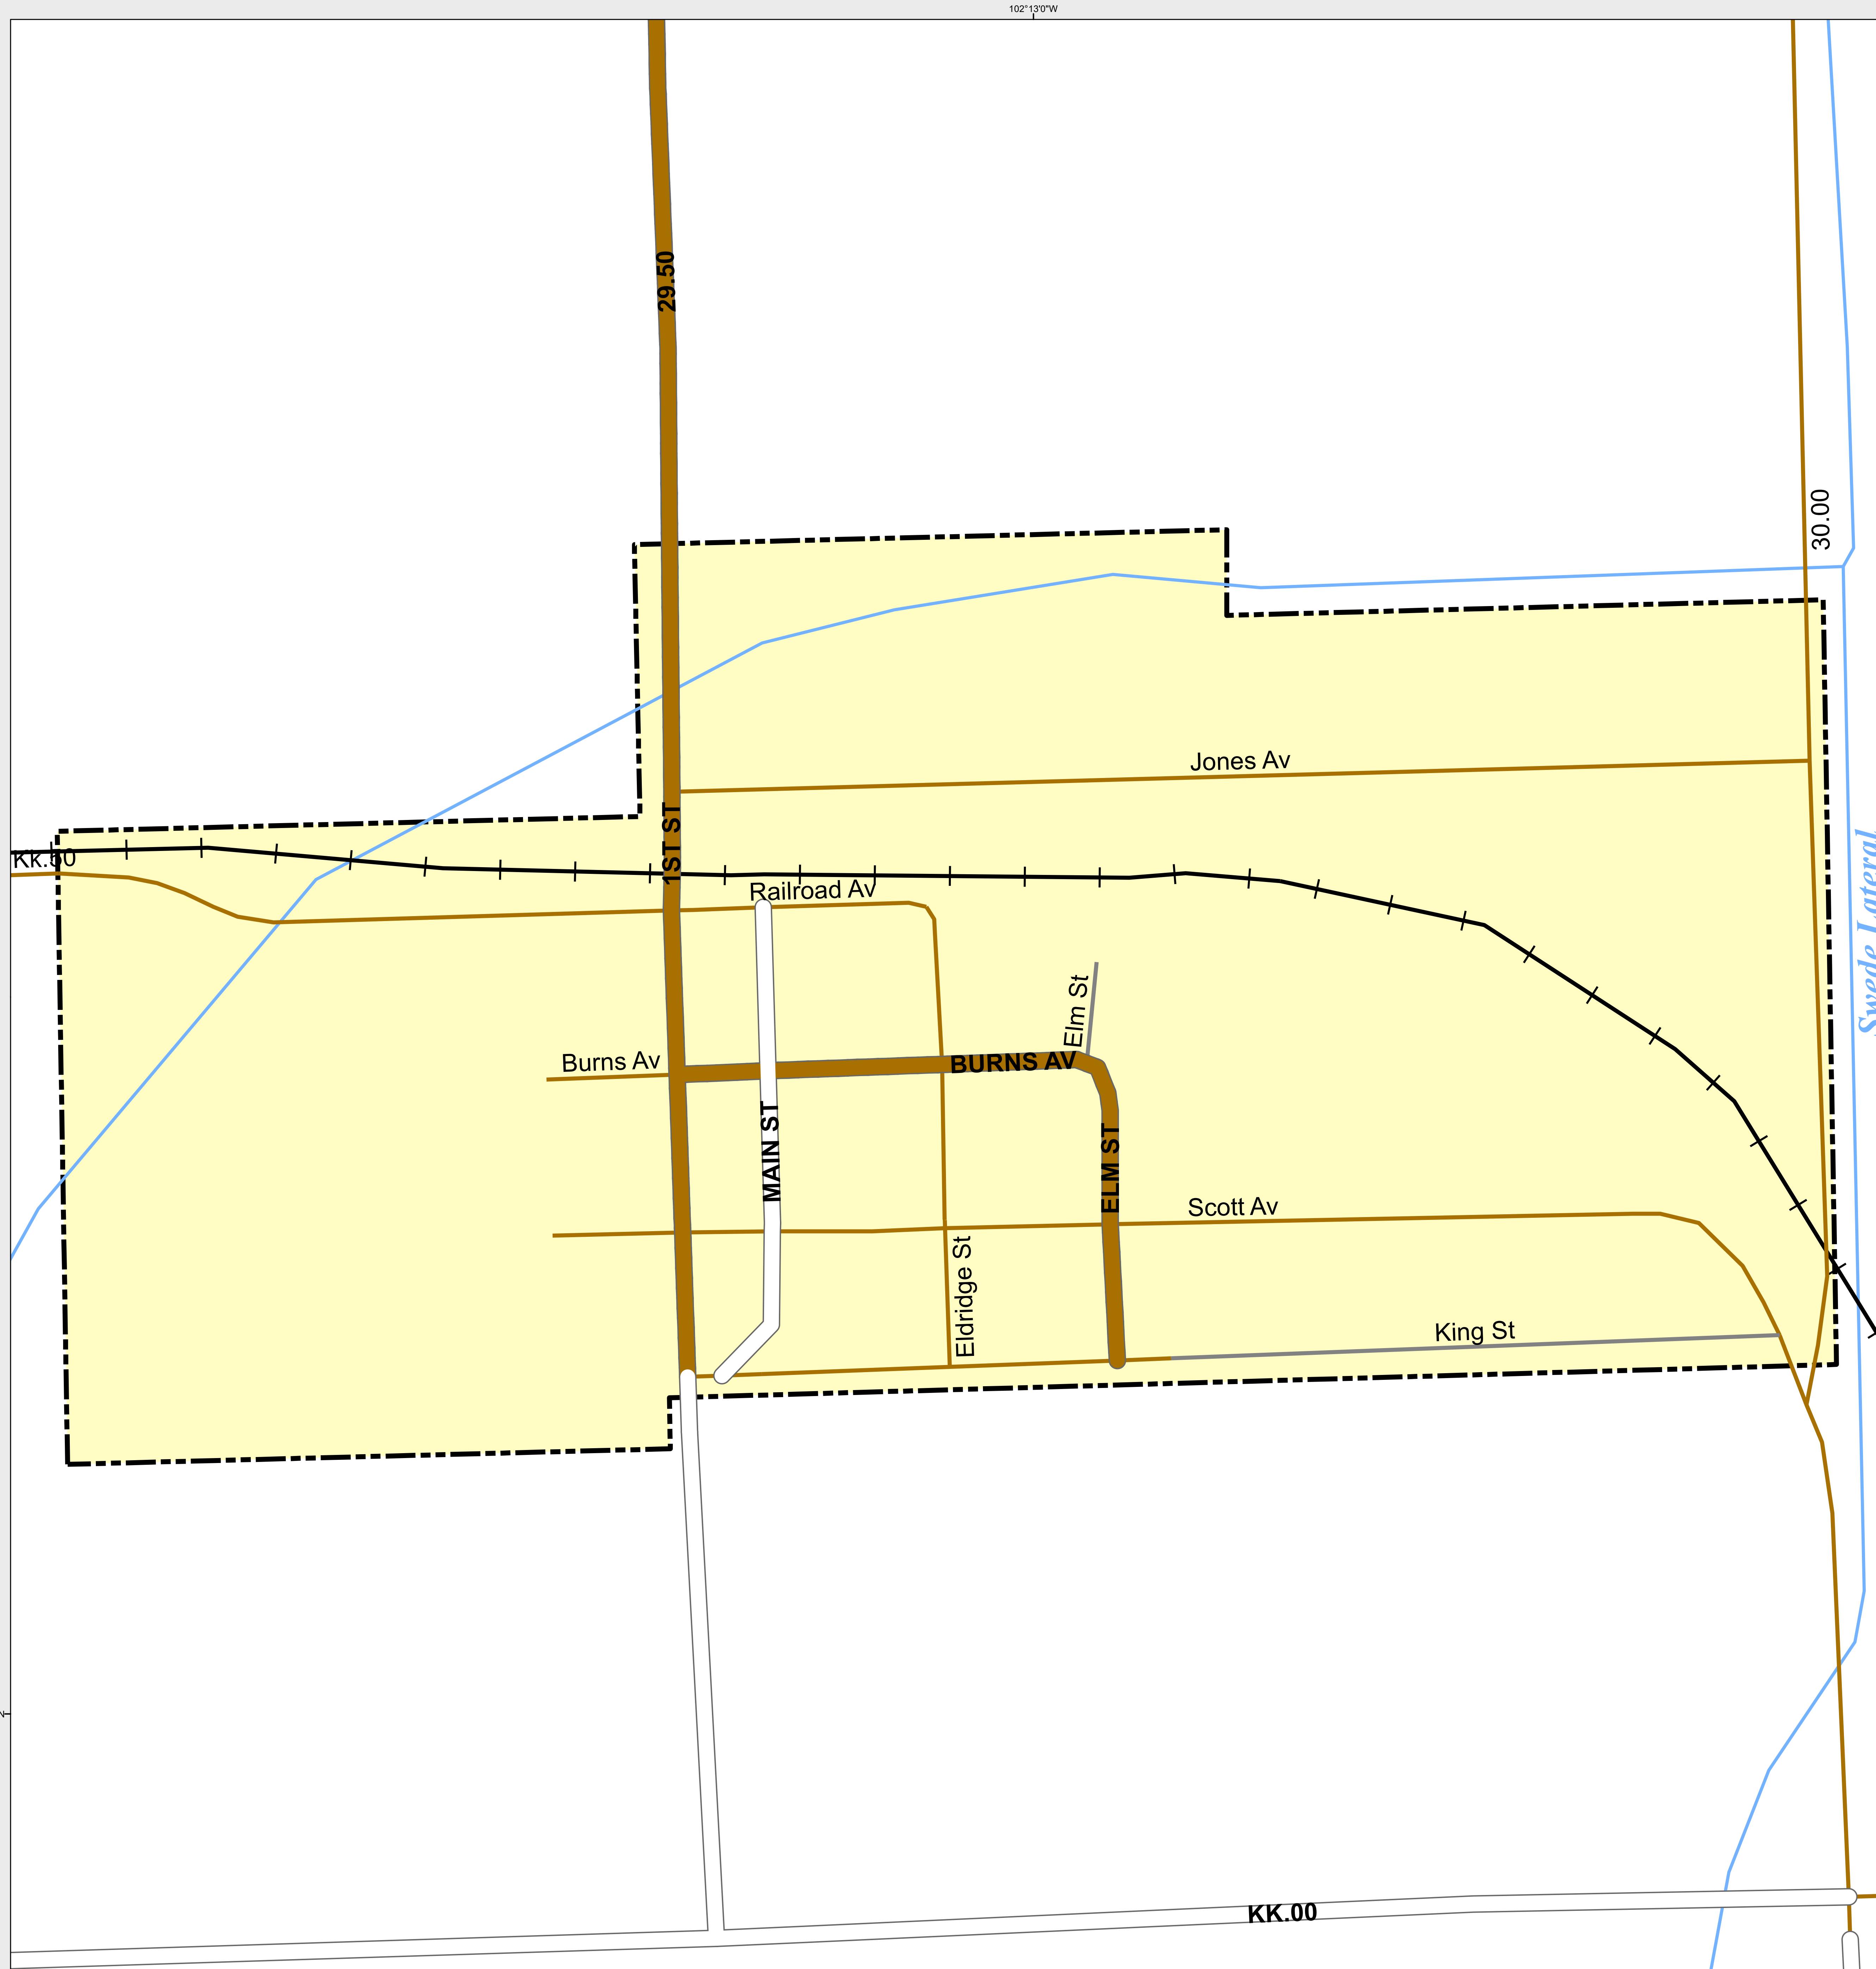 102°13'0"W
29.50
30.00
Jones Av
1ST ST
Kk.50
Railroad Av
Swede Lateral
Elm St
Burns Av
BURNS AV
MAIN ST
ELM ST
Scott Av
Eldridge St
King St
KK.00